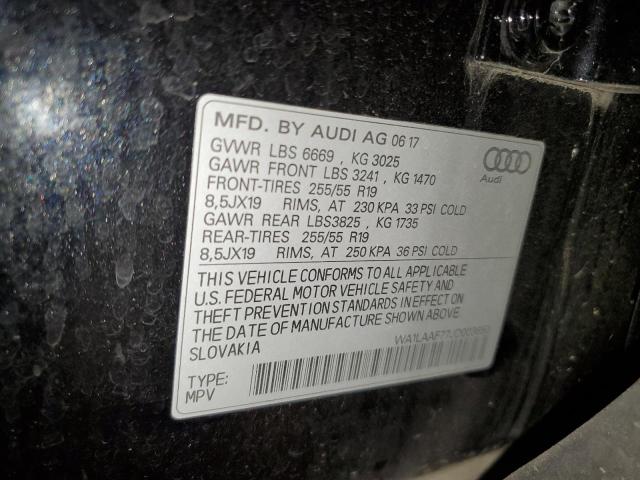 MFD. BY AUDI AG 06 17
GVWR LBS 6669 , KG 3025
GAWR FRONT LBS 3241 , KG 1470
FRONT-TIRES 255/55 R19
8,5JX19 RIMS, AT 230 KPA 33 PSI COLD
GAWR REAR LBS3825 , KG 1735
REAR-TIRES 255/55 R19
8,5JX19 RIMS, AT 250 KPA 36 PSI COLD
Audi
THIS VEHICLE CONFORMS TO ALL APPLICABLE
U.S. FEDERAL MOTOR VEHICLE SAFETY AND
THEFT PREVENTION STANDARDS IN EFFECT ON
THE DATE OF MANUFACTURE SHOWN ABOVE
SLOVAKIA
TYPE:
MPV